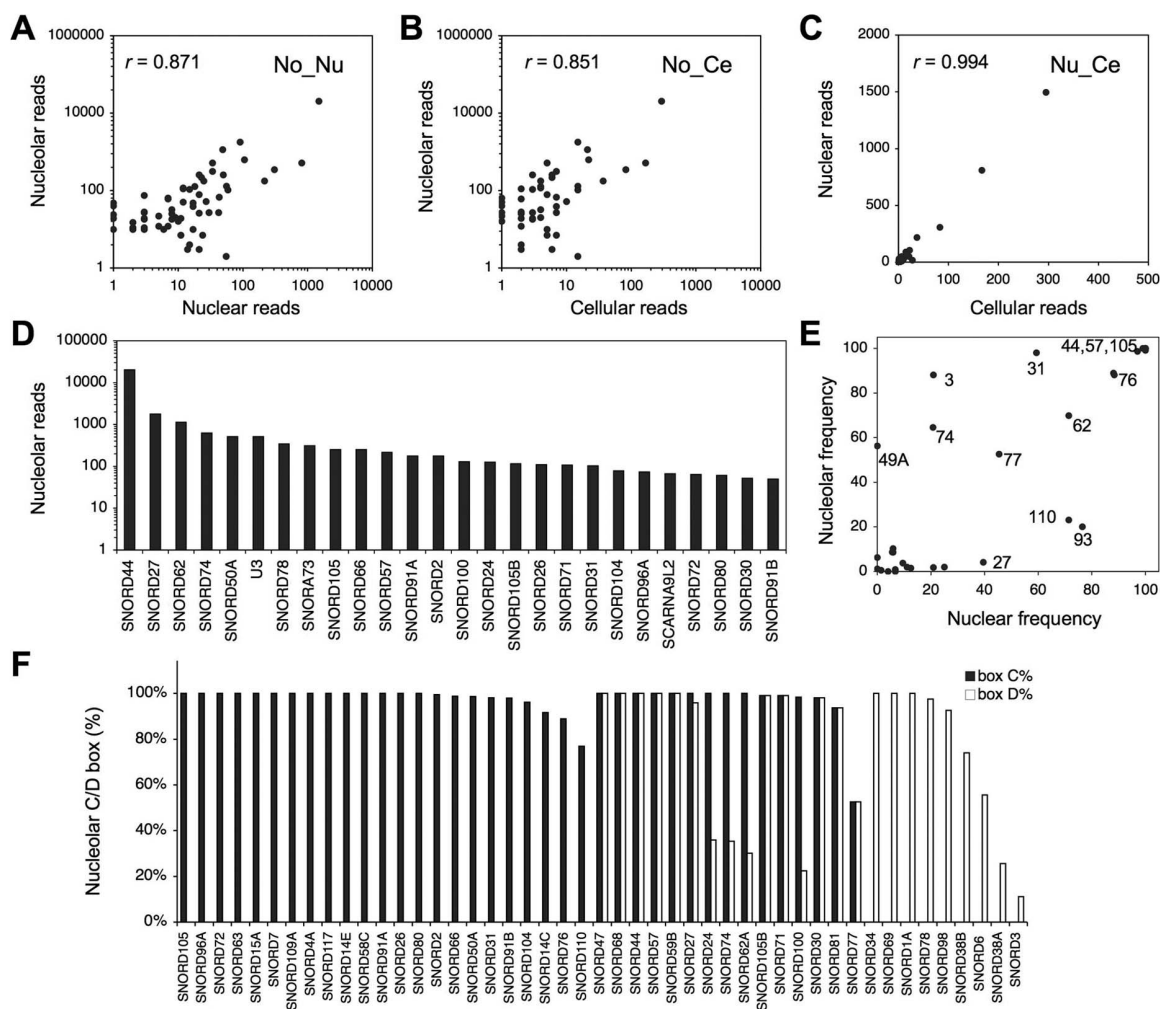 A
r = 0.871
No_Nu
Nucleolar reads
1000000
10000
100
1
1
10
100
1000
10000
Nuclear reads
B
r = 0.851
No_Ce
Nucleolar reads
1000000
10000
100
1
1
10
100
1000
10000
Cellular reads
C
r = 0.994
Nu_Ce
Nuclear reads
2000
1500
1000
500
0
0
100
200
300
400
500
Cellular reads
D
Nucleolar reads
100000
10000
1000
100
10
1
SNORD44
SNORD27
SNORD62
SNORD74
SNORD50A
U3
SNORD78
SNORA73
SNORD105
SNORD66
SNORD57
SNORD91A
SNORD2
SNORD100
SNORD24
SNORD105B
SNORD26
SNORD71
SNORD31
SNORD104
SNORD96A
SCARNA9L2
SNORD72
SNORD80
SNORD30
SNORD91B
E
Nucleolar frequency
100
80
60
40
20
0
44,57,105
31
3
76
74
62
49A
77
110
93
27
0
20
40
60
80
100
Nuclear frequency
F
box C%
box D%
Nucleolar C/D box (%)
100%
80%
60%
40%
20%
0%
SNORD105
SNORD96A
SNORD72
SNORD63
SNORD15A
SNORD7
SNORD109A
SNORD4A
SNORD117
SNORD14E
SNORD58C
SNORD91A
SNORD26
SNORD80
SNORD2
SNORD66
SNORD50A
SNORD31
SNORD91B
SNORD104
SNORD14C
SNORD76
SNORD110
SNORD47
SNORD68
SNORD44
SNORD57
SNORD59B
SNORD27
SNORD24
SNORD74
SNORD62A
SNORD105B
SNORD71
SNORD100
SNORD30
SNORD81
SNORD77
SNORD34
SNORD69
SNORD1A
SNORD78
SNORD98
SNORD38B
SNORD6
SNORD38A
SNORD3